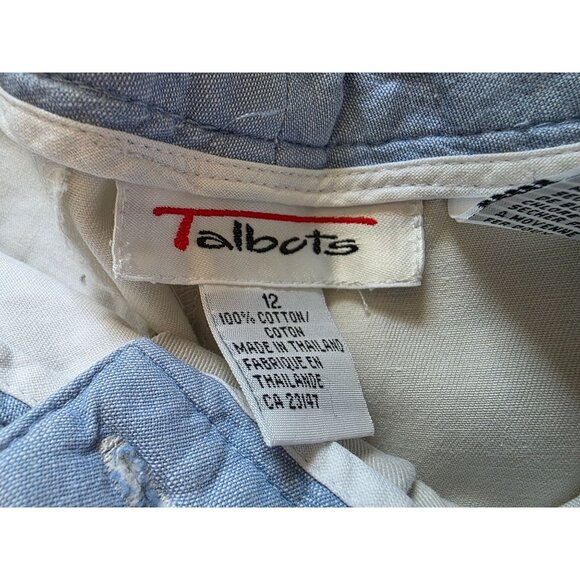 Talbots
12
100% COTTON/
COTON
MADE IN THAILAND
FABRIQUE EN
THAILANDE
CA 23147